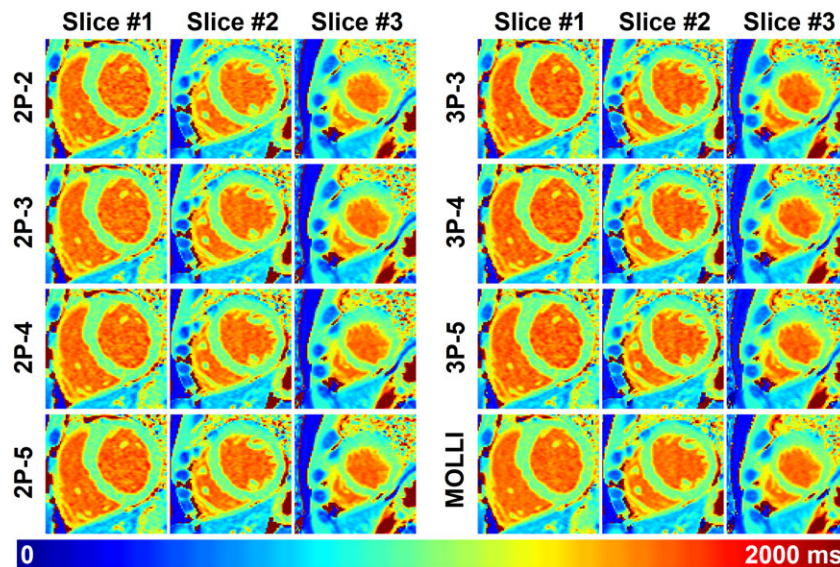 Slice #1 Slice #2 Slice #3 Slice #1 Slice #2 Slice #3
2P-2 3P-3
2P-3 3P-4
2P-4 3P-5
2P-5 MOLLI
0 2000 ms